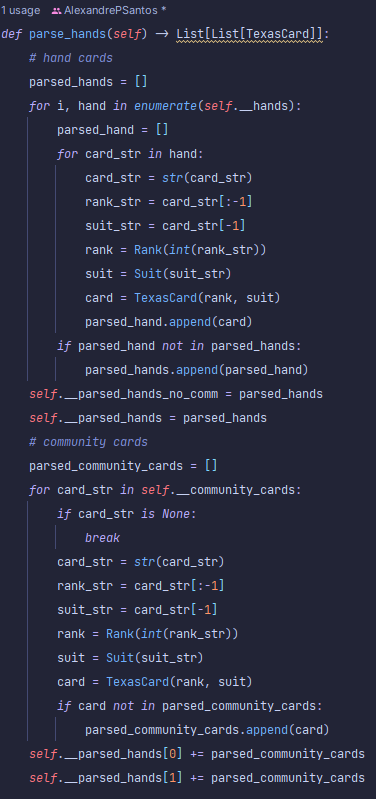 1 usage AlexandrePSantos *
def parse_hands(self) -> List[List[TexasCard]]:
    # hand cards
    parsed_hands = []
    for i, hand in enumerate(self.__hands):
        parsed_hand = []
        for card_str in hand:
            card_str = str(card_str)
            rank_str = card_str[:-1]
            suit_str = card_str[-1]
            rank = Rank(int(rank_str))
            suit = Suit(suit_str)
            card = TexasCard(rank, suit)
            parsed_hand.append(card)
        if parsed_hand not in parsed_hands:
            parsed_hands.append(parsed_hand)
    self.__parsed_hands_no_comm = parsed_hands
    self.__parsed_hands = parsed_hands
    # community cards
    parsed_community_cards = []
    for card_str in self.__community_cards:
        if card_str is None:
            break
        card_str = str(card_str)
        rank_str = card_str[:-1]
        suit_str = card_str[-1]
        rank = Rank(int(rank_str))
        suit = Suit(suit_str)
        card = TexasCard(rank, suit)
        if card not in parsed_community_cards:
            parsed_community_cards.append(card)
    self.__parsed_hands[0] += parsed_community_cards
    self.__parsed_hands[1] += parsed_community_cards